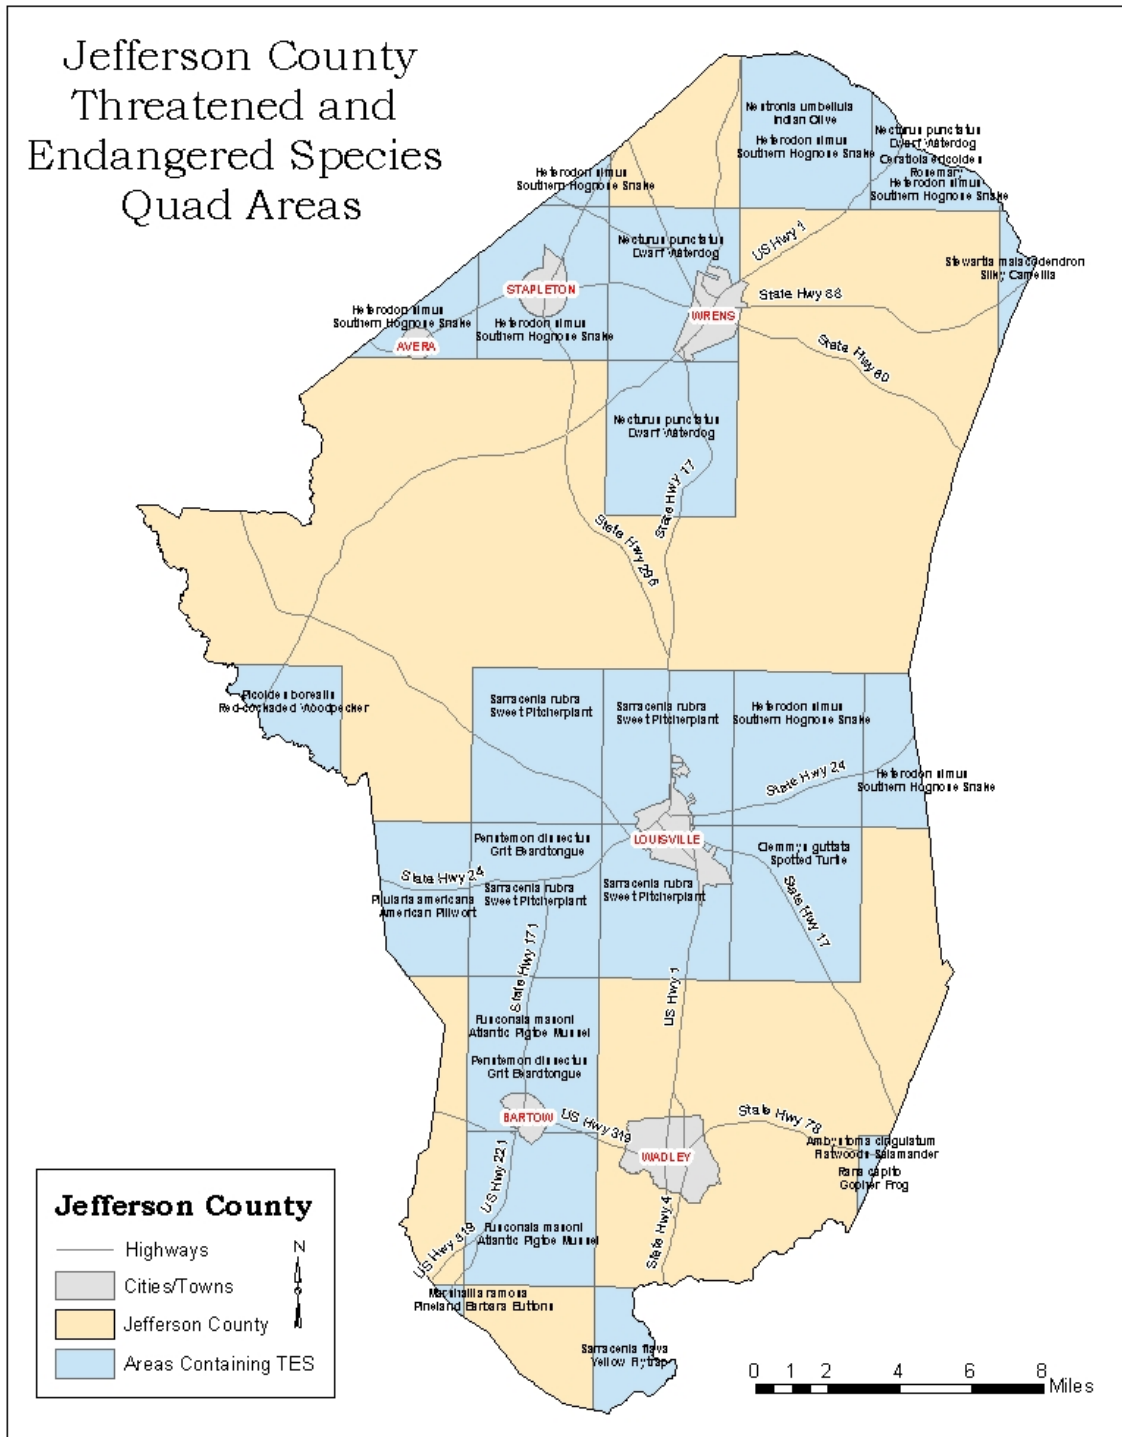 Jefferson County
Threatened and
Endangered Species
Quad Areas
Nestronia umbellula
Indian Olive
Heterodon simus
Southern Hognose Snake
Necturus punctatus
Dwarf Waterdog
Ceratiola ericoides
Rosemary
Heterodon simus
Southern Hognose Snake
Heterodon simus
Southern Hognose Snake
Necturus punctatus
Dwarf Waterdog
US Hwy 1
Stewartia malacodendron
Silky Camellia
STAPLETON
State Hwy 88
Heterodon simus
Southern Hognose Snake
Heterodon simus
Southern Hognose Snake
WRENS
AVERA
State Hwy 80
Necturus punctatus
Dwarf Waterdog
State Hwy 17
State Hwy 296
Picoides borealis
Red-cockaded Woodpecker
Sarracenia rubra
Sweet Pitcherplant
Sarracenia rubra
Sweet Pitcherplant
Heterodon simus
Southern Hognose Snake
State Hwy 24
Heterodon simus
Southern Hognose Snake
Penstemon dissectus
Grit Beardtongue
LOUISVILLE
Clemmys guttata
Spotted Turtle
State Hwy 24
Sarracenia rubra
Sweet Pitcherplant
Sarracenia rubra
Sweet Pitcherplant
Pilularia americana
American Pillwort
State Hwy 17
State Hwy 171
US Hwy 1
Fusconaia masoni
Atlantic Pigtoe Mussel
Penstemon dissectus
Grit Beardtongue
BARTOW
US Hwy 319
State Hwy 78
WADLEY
Ambystoma cingulatum
Flatwoods Salamander
Rana capito
Gopher Frog
US Hwy 221
State Hwy 4
US Hwy 319
Fusconaia masoni
Atlantic Pigtoe Mussel
Marshallia ramosa
Pineland Barbara Buttons
Sarracenia flava
Yellow Flytrap
Jefferson County
Highways
N
Cities/Towns
Jefferson County
Areas Containing TES
0 1 2 4 6 8
Miles